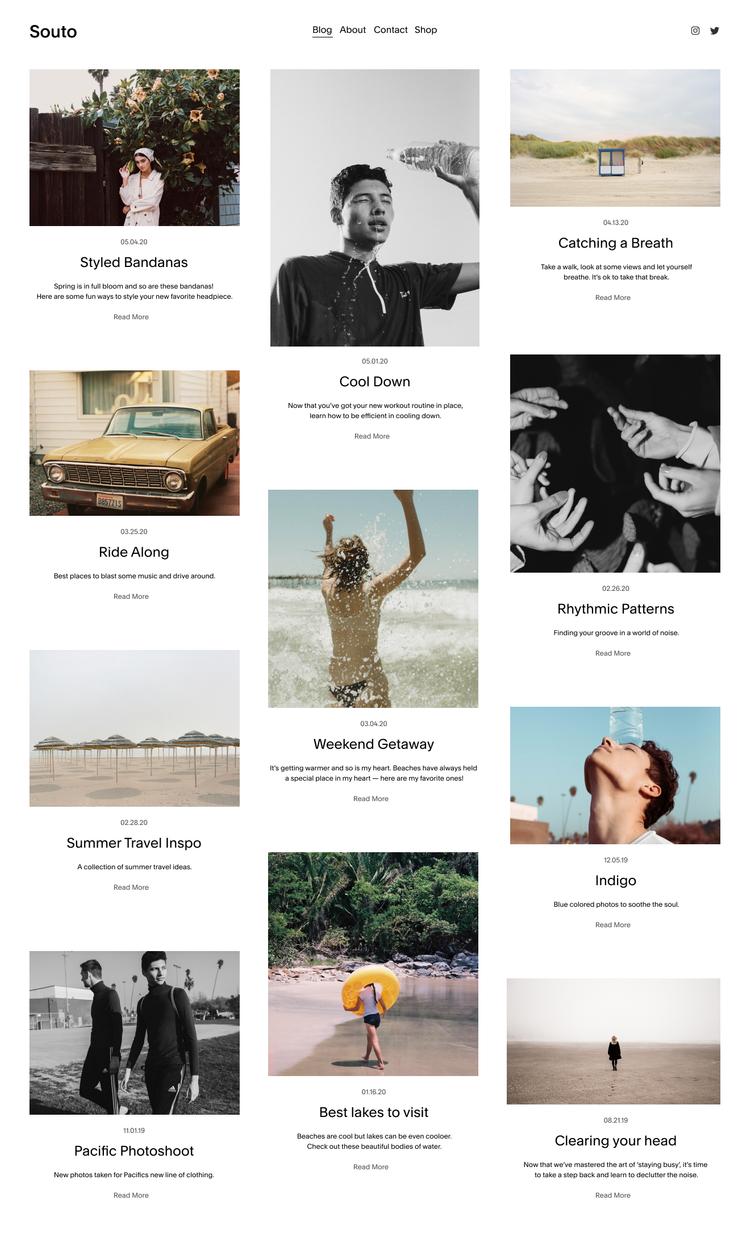 Souto
Blog About Contact Shop
05.04.20
Styled Bandanas
Spring is in full bloom and so are these bandanas!
Here are some fun ways to style your new favorite headpiece.
Read More
03.25.20
Ride Along
Best places to blast some music and drive around.
Read More
02.28.20
Summer Travel Inspo
A collection of summer travel ideas.
Read More
11.01.19
Pacific Photoshoot
New photos taken for Pacifics new line of clothing.
Read More
05.01.20
Cool Down
Now that you've got your new workout routine in place,
learn how to be efficient in cooling down.
Read More
03.04.20
Weekend Getaway
It's getting warmer and so is my heart. Beaches have always held
a special place in my heart — here are my favorite ones!
Read More
01.16.20
Best lakes to visit
Beaches are cool but lakes can be even cooloer.
Check out these beautiful bodies of water.
Read More
04.13.20
Catching a Breath
Take a walk, look at some views and let yourself
breathe. It's ok to take that break.
Read More
02.26.20
Rhythmic Patterns
Finding your groove in a world of noise.
Read More
12.05.19
Indigo
Blue colored photos to soothe the soul.
Read More
08.21.19
Clearing your head
Now that we've mastered the art of 'staying busy', it's time
to take a step back and learn to declutter the noise.
Read More